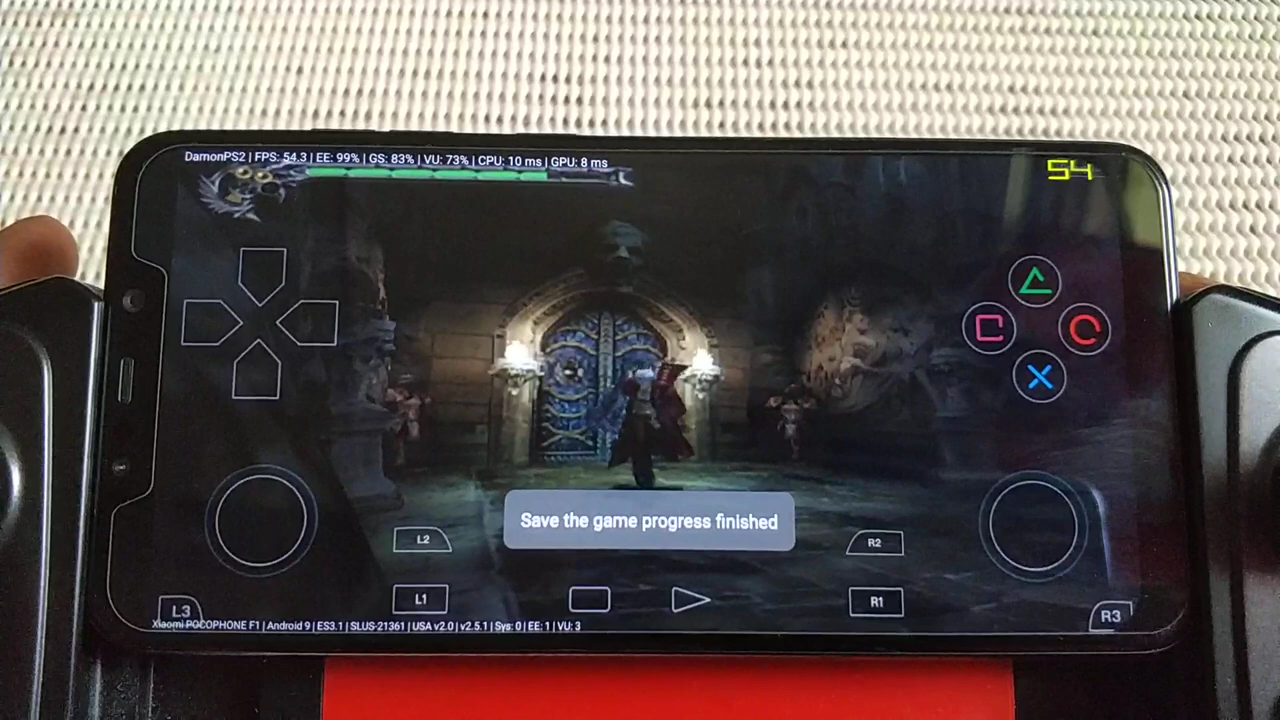 DamonPS2 | FPS: 54.3 | EE: 99% | GS: 83% | VU: 73% | CPU: 10 ms | GPU: 8 ms
54
Save the game progress finished
L2
R2
L1
R1
L3
R3
Xiaomi POCOPHONE F1 | Android 9 | ES3.1 | SLUS-21361 | USA v2.0 | v2.5.1 | Sys: 0 | EE: 1 | VU: 3